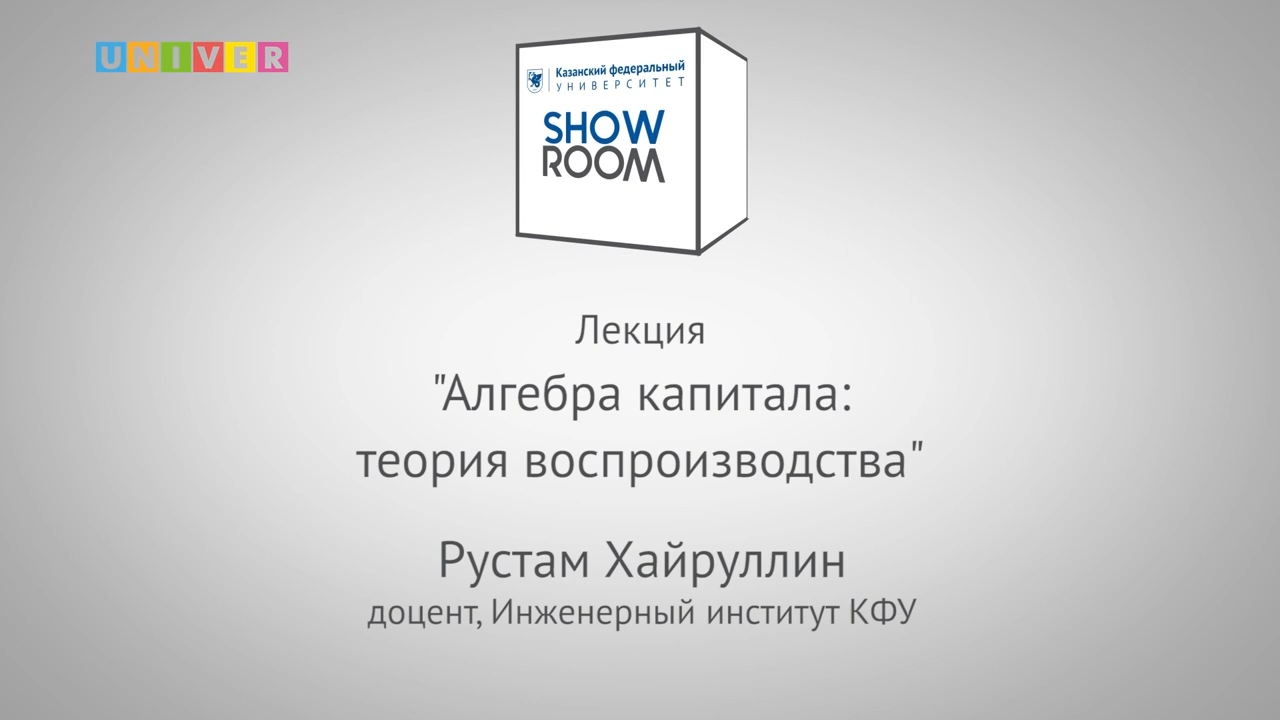 UNIVER
Казанский федеральный
УНИВЕРСИТЕТ
SHOW
ROOM
Лекция
"Алгебра капитала:
теория воспроизводства"
Рустам Хайруллин
доцент, Инженерный институт КФУ